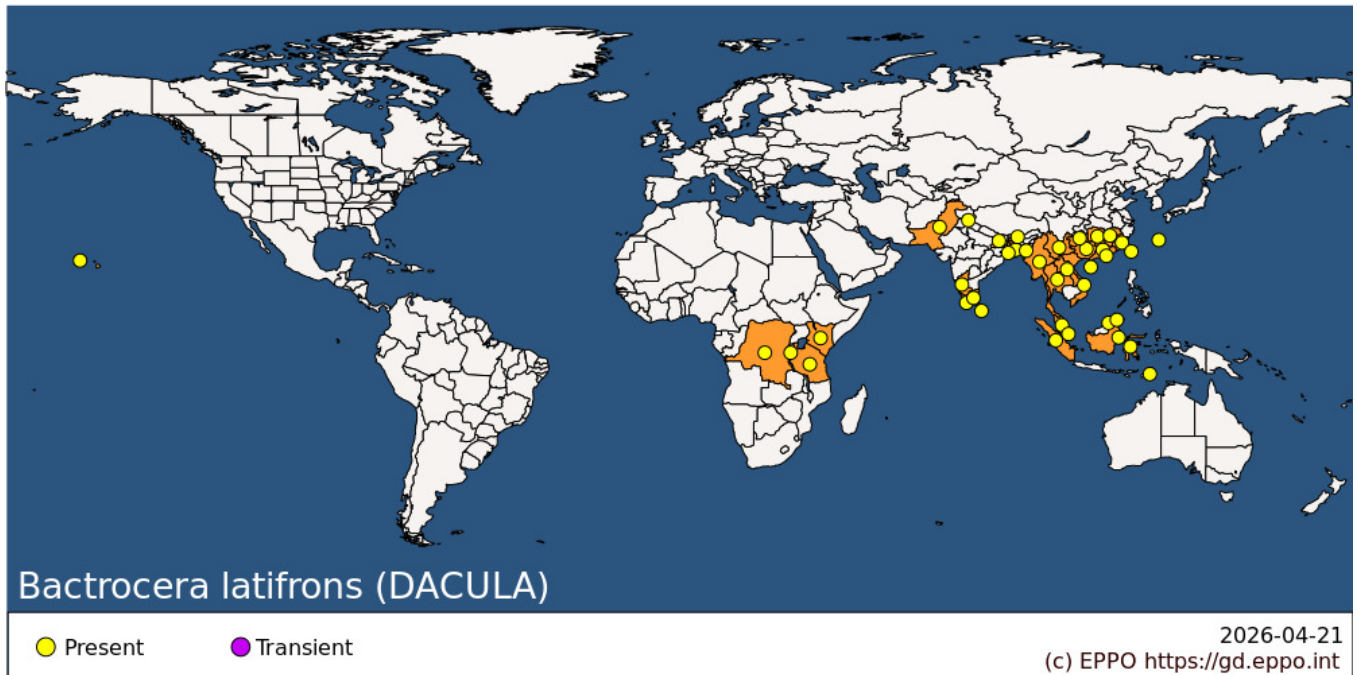 Bactrocera latifrons (DACULA)
Present
Transient
2026-04-21
(c) EPPO https://gd.eppo.int